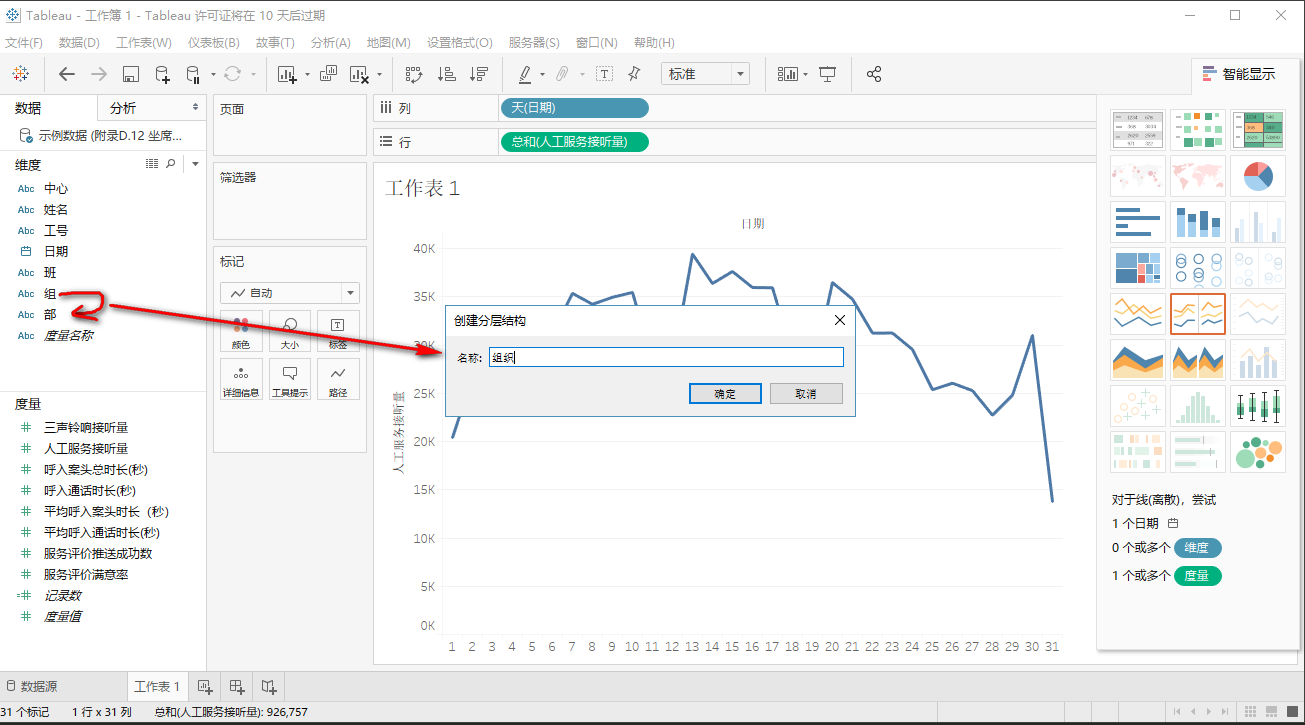 Tableau - 工作簿 1 - Tableau 许可证将在 10 天后过期
文件(F) 数据(D) 工作表(W) 仪表板(B) 故事(T) 分析(A) 地图(M) 设置格式(O) 服务器(S) 窗口(N) 帮助(H)
标准
智能显示
数据 分析
示例数据 (附录D.12 坐席...
维度
Abc 中心
Abc 姓名
Abc 工号
日期
Abc 班
Abc 组
Abc 部
Abc 度量名称
度量
三声铃响接听量
人工服务接听量
呼入案头总时长(秒)
呼入通话时长(秒)
平均呼入案头时长（秒）
平均呼入通话时长(秒)
服务评价推送成功数
服务评价满意率
记录数
度量值
页面
筛选器
标记
自动
颜色 大小 标签
详细信息 工具提示 路径
列 天(日期)
行 总和(人工服务接听量)
工作表 1
日期
人工服务接听量
40K
35K
30K
25K
20K
15K
10K
5K
0K
1 2 3 4 5 6 7 8 9 10 11 12 13 14 15 16 17 18 19 20 21 22 23 24 25 26 27 28 29 30 31
创建分层结构
名称: 组织
确定 取消
对于线(离散)，尝试
1 个日期
0 个或多个 维度
1 个或多个 度量
数据源 工作表 1
31 个标记 1 行 x 31 列 总和(人工服务接听量): 926,757